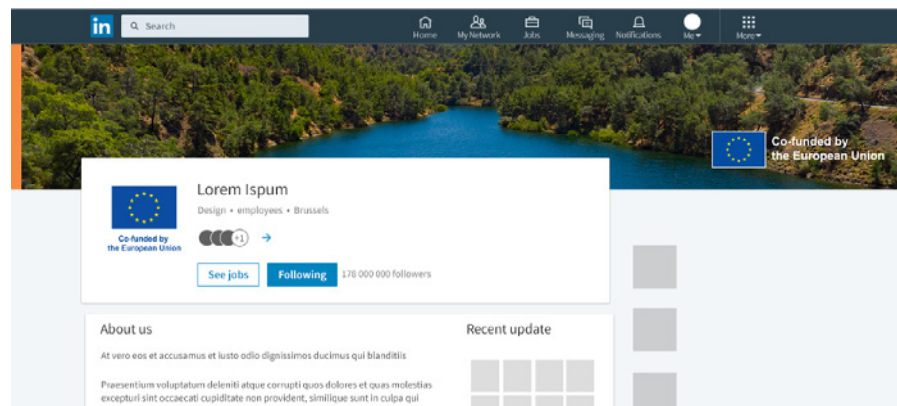 in
Search
Home My Network Jobs Messaging Notifications Me More
Co-funded by
the European Union
Lorem Ispum
Design • employees • Brussels
Co-funded by
the European Union
+1
See jobs Following 178 000 000 followers
About us
Recent update
At vero eos et accusamus et iusto odio dignissimos ducimus qui blanditiis
Praesentium voluptatum deleniti atque corrupti quos dolores et quas molestias
excepturi sint occaecati cupiditate non provident, similique sunt in culpa qui